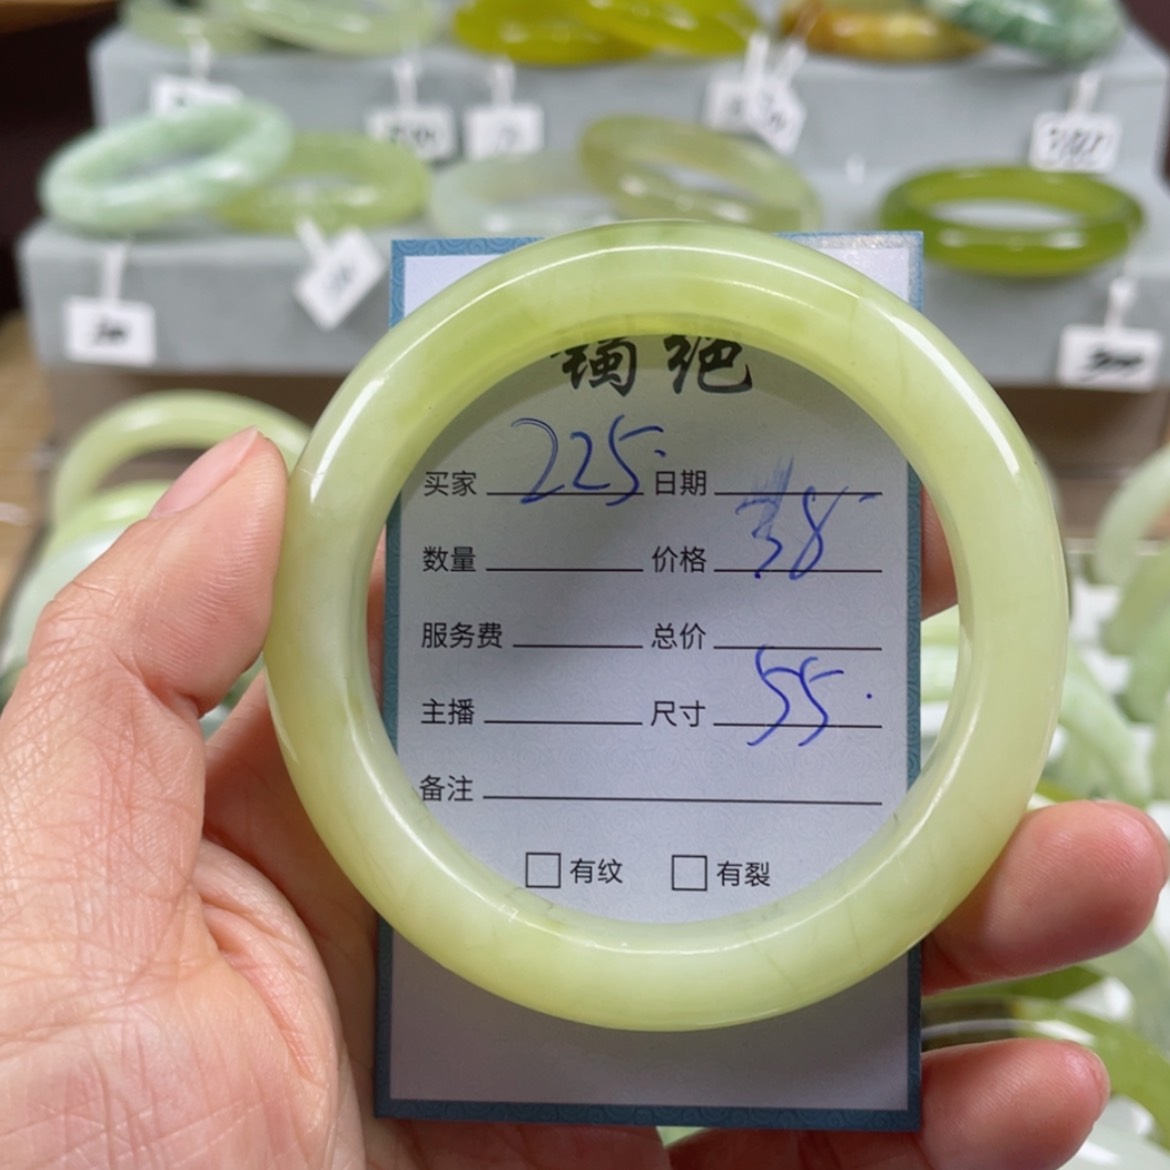 镯 绝
买家 225. 日期
数量 价格 38
服务费 总价
主播 尺寸 55.
备注
有纹 有裂